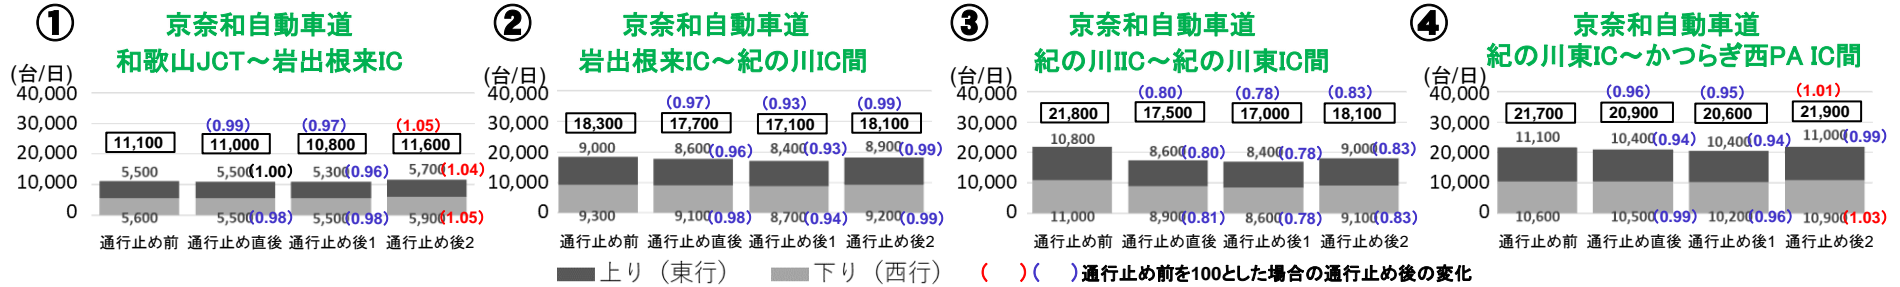 ①
京奈和自動車道
和歌山JCT～岩出根来IC
(台/日)
40,000
30,000
20,000
10,000
0
(0.99) (0.97) (1.05)
11,100 11,000 10,800 11,600
5,500 5,500(1.00) 5,300(0.96) 5,700(1.04)
5,600 5,500(0.98) 5,500(0.98) 5,900(1.05)
通行止め前 通行止め直後 通行止め後1 通行止め後2
②
京奈和自動車道
岩出根来IC～紀の川IC間
(台/日)
40,000
30,000
20,000
10,000
0
(0.97) (0.93) (0.99)
18,300 17,700 17,100 18,100
9,000 8,600(0.96) 8,400(0.93) 8,900(0.99)
9,300 9,100(0.98) 8,700(0.94) 9,200(0.99)
通行止め前 通行止め直後 通行止め後1 通行止め後2
③
京奈和自動車道
紀の川IIC～紀の川東IC間
(台/日)
40,000
30,000
20,000
10,000
0
(0.80) (0.78) (0.83)
21,800 17,500 17,000 18,100
10,800 8,600(0.80) 8,400(0.78) 9,000(0.83)
11,000 8,900(0.81) 8,600(0.78) 9,100(0.83)
通行止め前 通行止め直後 通行止め後1 通行止め後2
④
京奈和自動車道
紀の川東IC～かつらぎ西PA IC間
(台/日)
40,000
30,000
20,000
10,000
0
(0.96) (0.95) (1.01)
21,700 20,900 20,600 21,900
11,100 10,400(0.94) 10,400(0.94) 11,000(0.99)
10,600 10,500(0.99) 10,200(0.96) 10,900(1.03)
通行止め前 通行止め直後 通行止め後1 通行止め後2
上り（東行） 下り（西行） （　）（　）通行止め前を100とした場合の通行止め後の変化